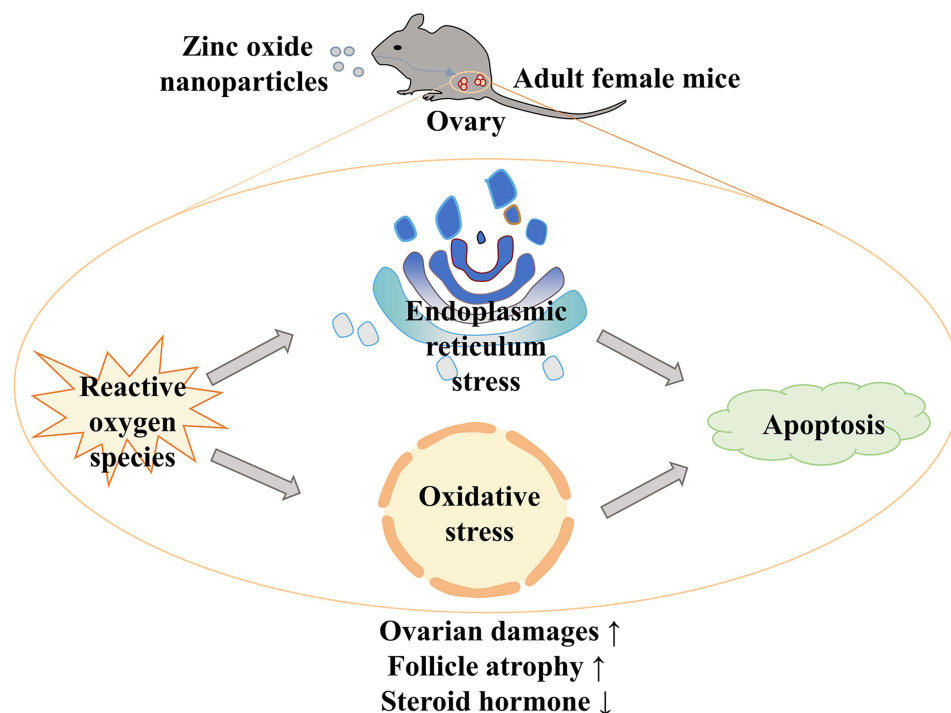 Zinc oxide
nanoparticles
Adult female mice
Ovary
Endoplasmic
reticulum
stress
Reactive
oxygen
species
Apoptosis
Oxidative
stress
Ovarian damages ↑
Follicle atrophy ↑
Steroid hormone ↓